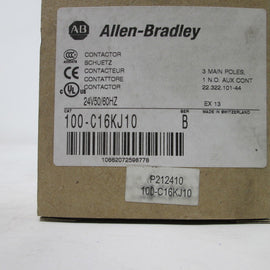 AB Allen-Bradley
CONTACTOR
SCHUETZ
CONTACTEUR
CONTATTORE
CONTACTOR
24V50/60HZ
3 MAIN POLES,
1 N.O. AUX CONT
22.322.101-44
EX 13
CAT
SER
MADE IN SWITZERLAND
100-C16KJ10 B
10662072598778
P212410
100-C16KJ10